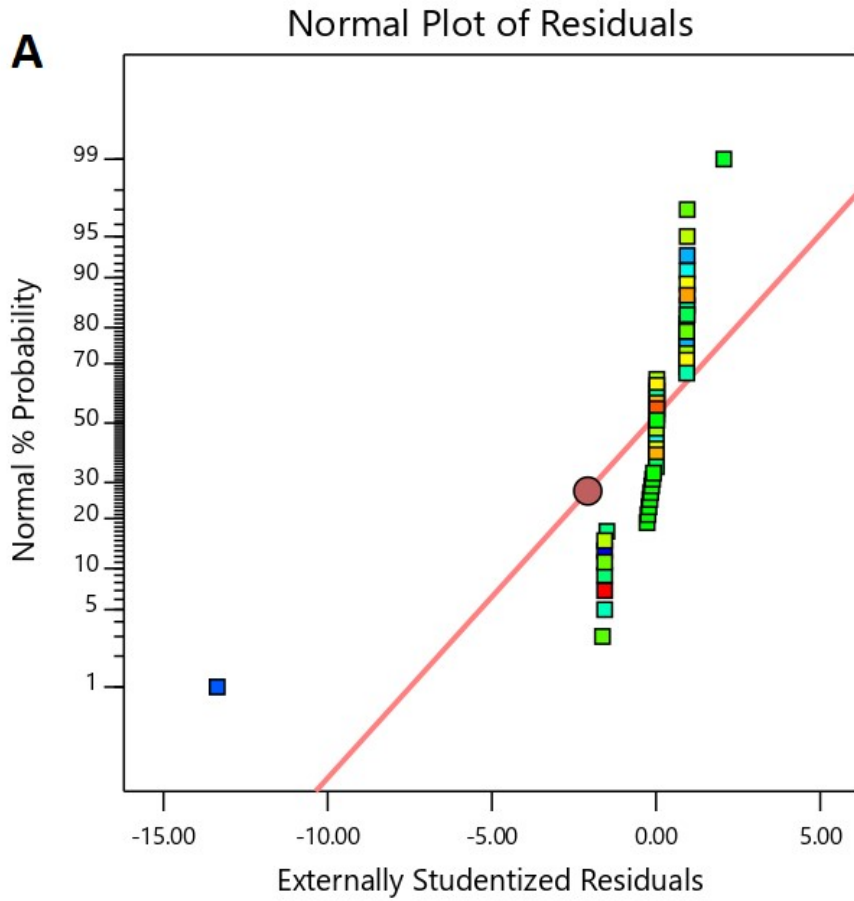 A
Normal Plot of Residuals
Normal % Probability
99
95
90
80
70
50
30
20
10
5
1
-15.00 -10.00 -5.00 0.00 5.00
Externally Studentized Residuals